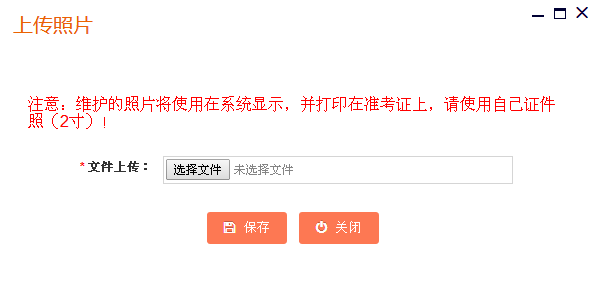 上传照片
注意：维护的照片将使用在系统显示，并打印在准考证上，请使用自己证件
照（2寸）！
*文件上传： 选择文件 未选择文件
保存 关闭